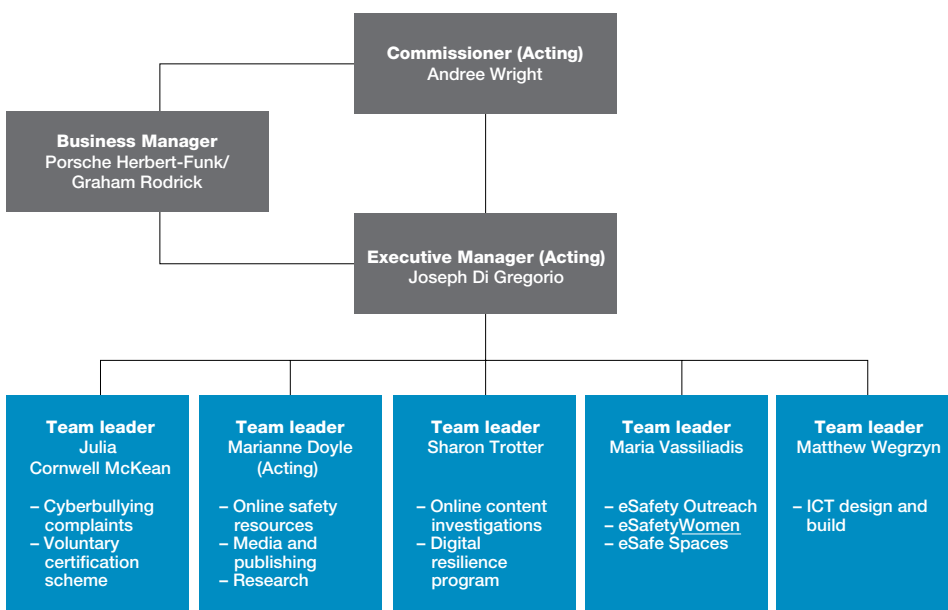 Commissioner (Acting)
Andree Wright
Business Manager
Porsche Herbert-Funk/
Graham Rodrick
Executive Manager (Acting)
Joseph Di Gregorio
Team leader
Julia
Cornwell McKean
– Cyberbullying
complaints
– Voluntary
certification
scheme
Team leader
Marianne Doyle
(Acting)
– Online safety
resources
– Media and
publishing
– Research
Team leader
Sharon Trotter
– Online content
investigations
– Digital
resilience
program
Team leader
Maria Vassiliadis
– eSafety Outreach
– eSafetyWomen
– eSafe Spaces
Team leader
Matthew Wegrzyn
– ICT design and
build